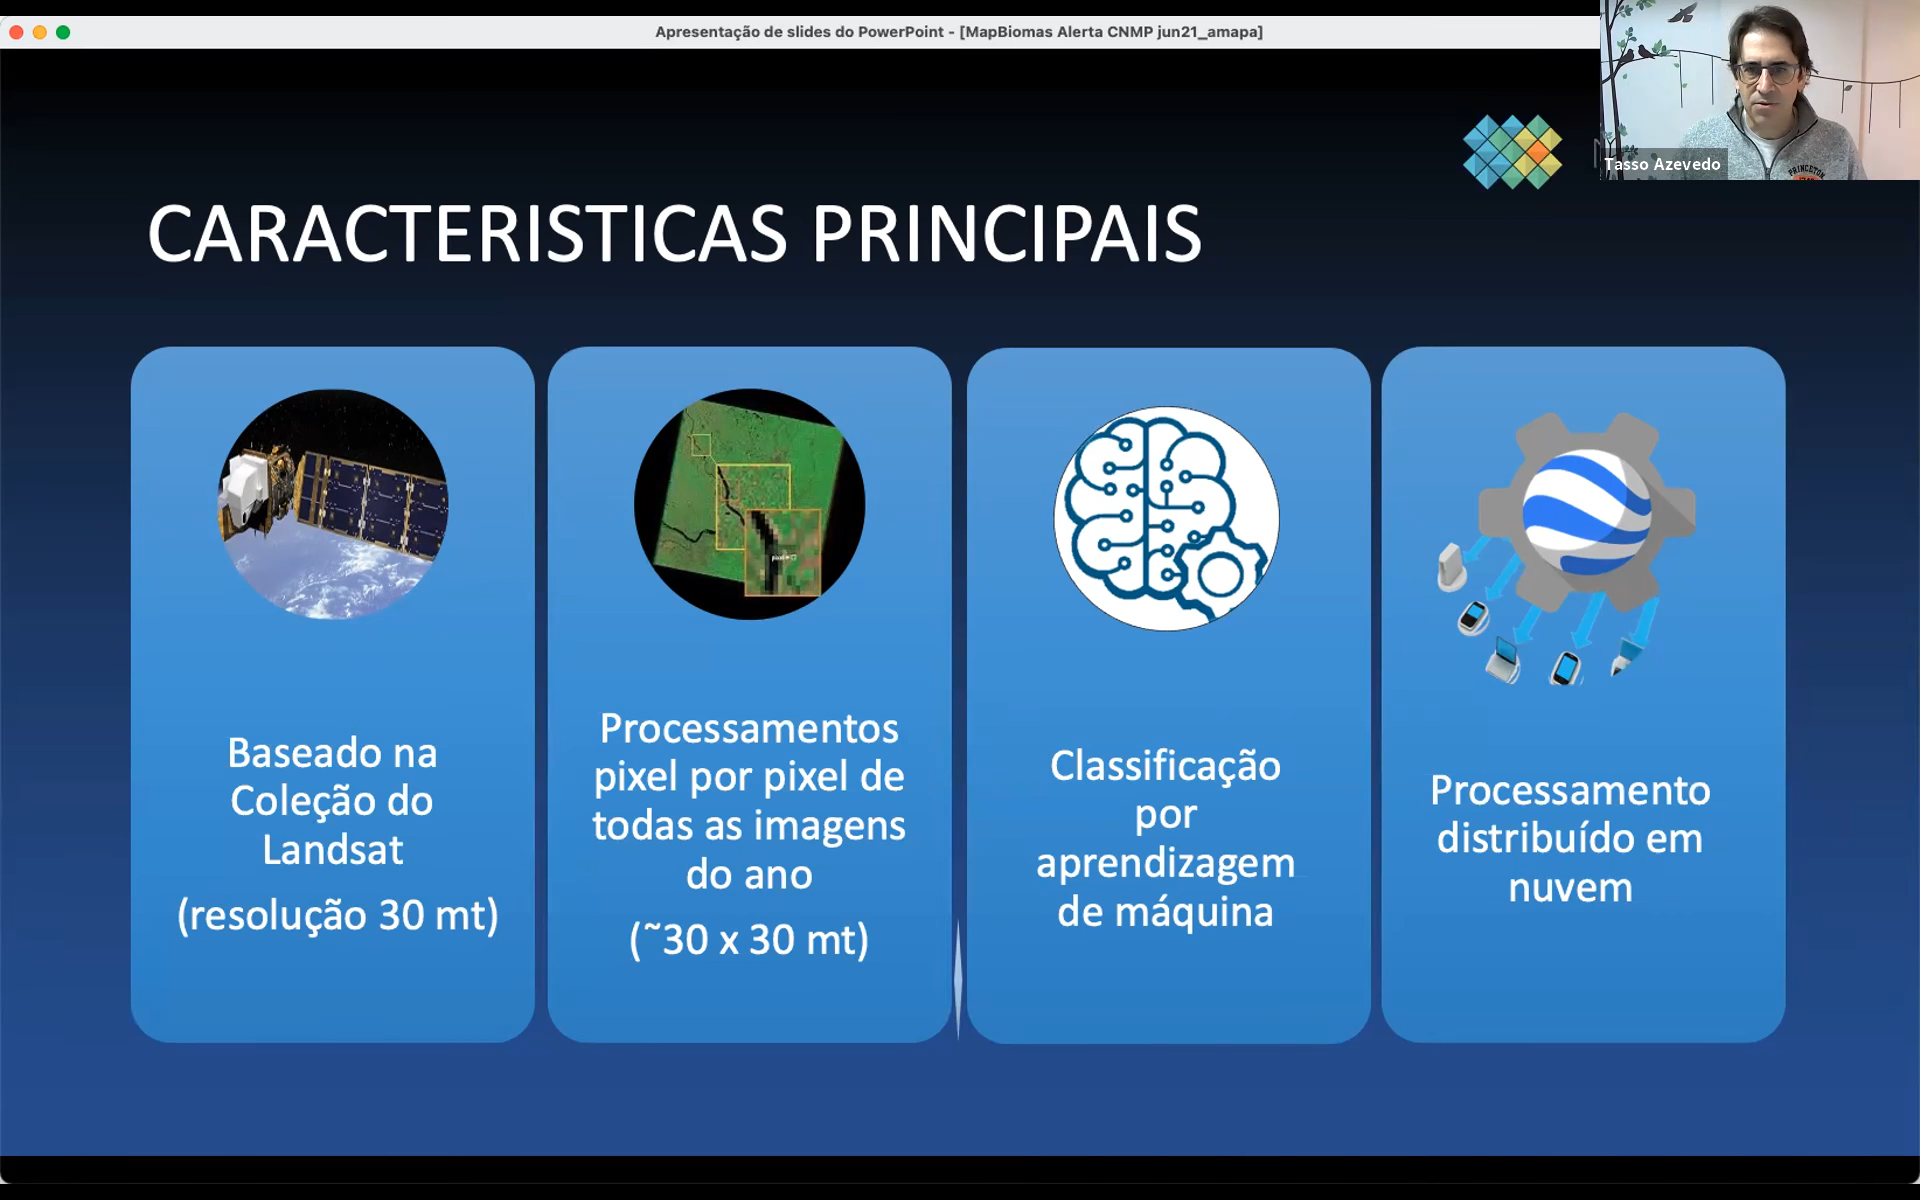 Apresentação de slides do PowerPoint - [MapBiomas Alerta CNMP jun21_amapa]
Tasso Azevedo
PRINCETON
CARACTERISTICAS PRINCIPAIS
Baseado na
Coleção do
Landsat
(resolução 30 mt)
Processamentos
pixel por pixel de
todas as imagens
do ano
(~30 x 30 mt)
Classificação
por
aprendizagem
de máquina
Processamento
distribuído em
nuvem